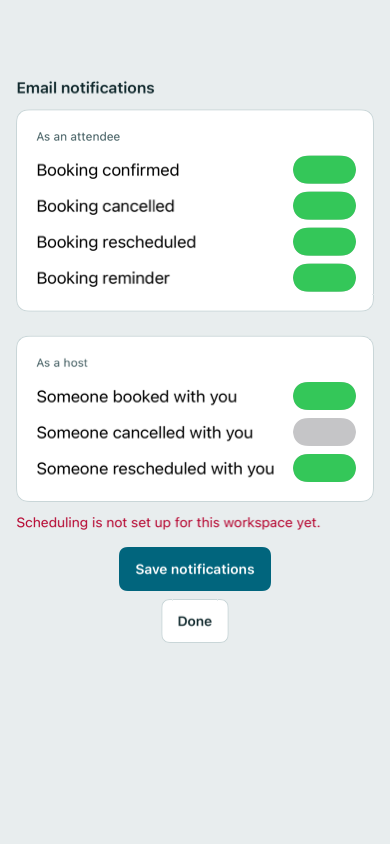 Email notifications
As an attendee
Booking confirmed
Booking cancelled
Booking rescheduled
Booking reminder
As a host
Someone booked with you
Someone cancelled with you
Someone rescheduled with you
Scheduling is not set up for this workspace yet.
Save notifications
Done